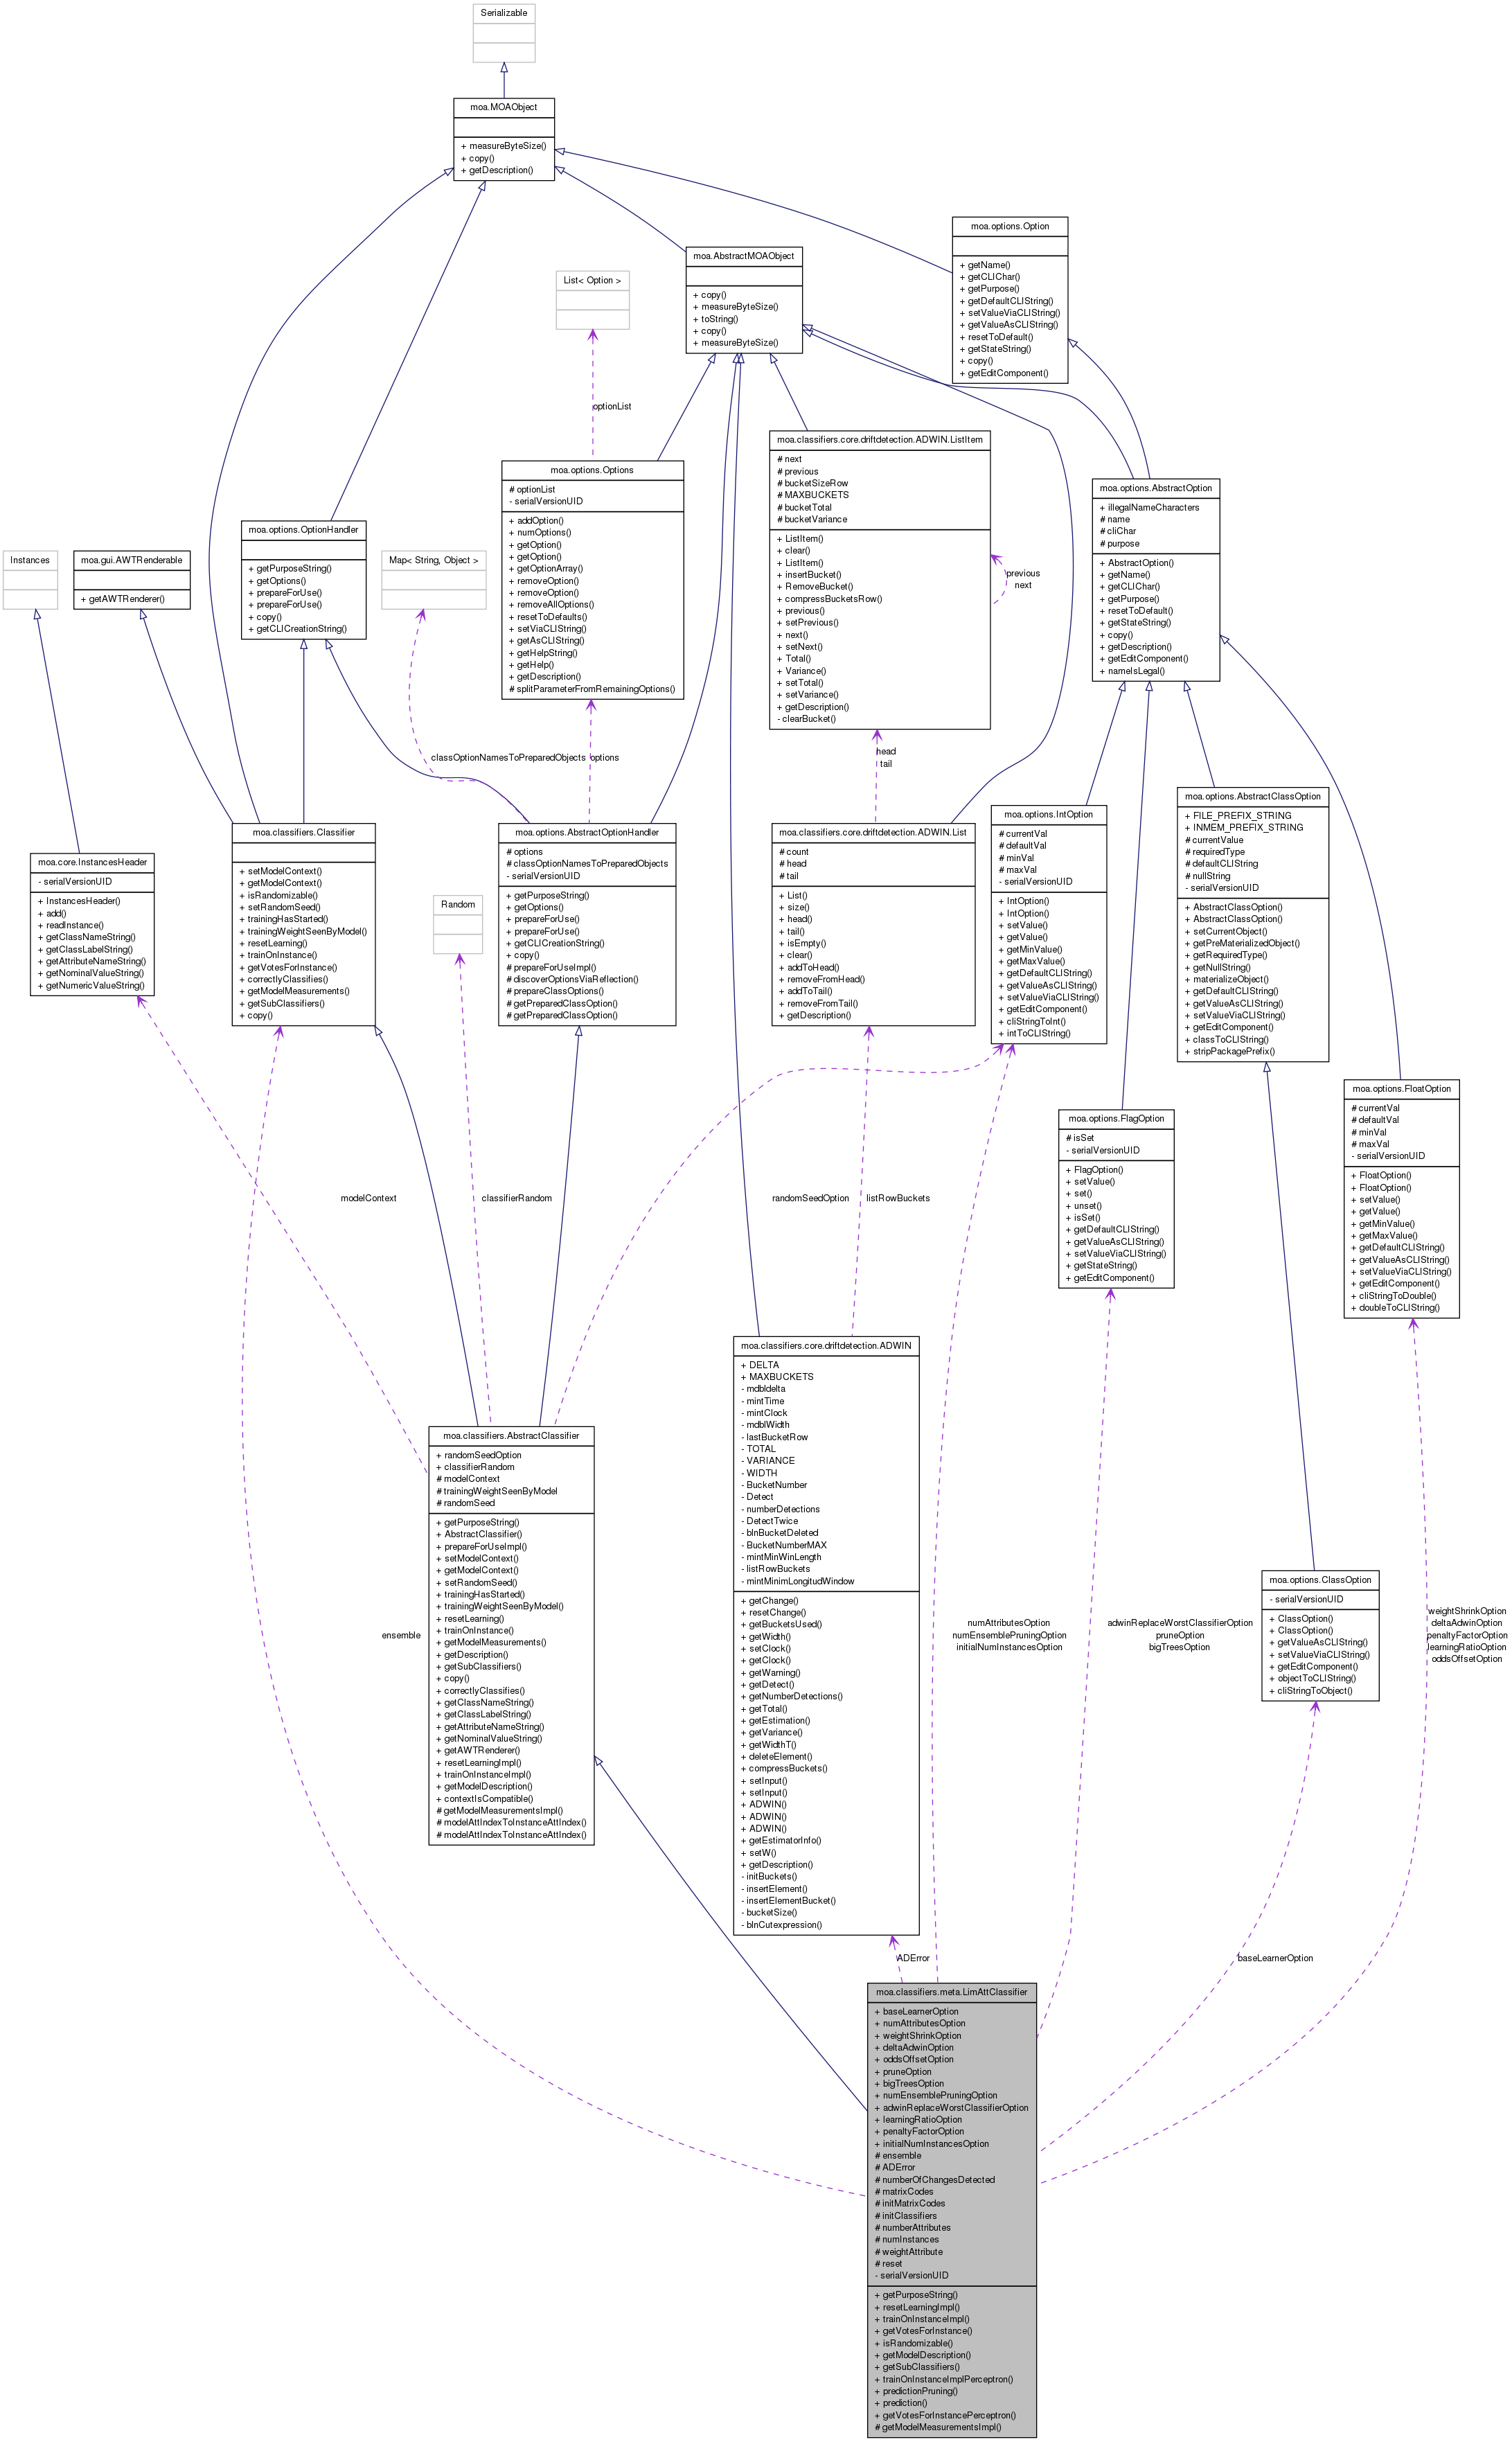 Serializable
moa.MOAObject
+ measureByteSize()
+ copy()
+ getDescription()
moa.options.Option
+ getName()
+ getCLIChar()
+ getPurpose()
+ getDefaultCLIString()
+ setValueViaCLIString()
+ getValueAsCLIString()
+ resetToDefault()
+ getStateString()
+ copy()
+ getEditComponent()
moa.AbstractMOAObject
+ copy()
+ measureByteSize()
+ toString()
+ copy()
+ measureByteSize()
List< Option >
optionList
moa.classifiers.core.driftdetection.ADWIN.ListItem
# next
# previous
# bucketSizeRow
# MAXBUCKETS
# bucketTotal
# bucketVariance
+ ListItem()
+ clear()
+ ListItem()
+ insertBucket()
+ RemoveBucket()
+ compressBucketsRow()
+ previous()
+ setPrevious()
+ next()
+ setNext()
+ Total()
+ Variance()
+ setTotal()
+ setVariance()
+ getDescription()
- clearBucket()
previous
next
moa.options.Options
# optionList
- serialVersionUID
+ addOption()
+ numOptions()
+ getOption()
+ getOption()
+ getOptionArray()
+ removeOption()
+ removeOption()
+ removeAllOptions()
+ resetToDefaults()
+ setViaCLIString()
+ getAsCLIString()
+ getHelpString()
+ getHelp()
+ getDescription()
# splitParameterFromRemainingOptions()
moa.options.AbstractOption
+ illegalNameCharacters
# name
# cliChar
# purpose
+ AbstractOption()
+ getName()
+ getCLIChar()
+ getPurpose()
+ resetToDefault()
+ getStateString()
+ copy()
+ getDescription()
+ getEditComponent()
+ nameIsLegal()
moa.options.OptionHandler
+ getPurposeString()
+ getOptions()
+ prepareForUse()
+ prepareForUse()
+ copy()
+ getCLICreationString()
Instances
moa.gui.AWTRenderable
+ getAWTRenderer()
Map< String, Object >
classOptionNamesToPreparedObjects
options
head
tail
moa.options.AbstractClassOption
+ FILE_PREFIX_STRING
+ INMEM_PREFIX_STRING
# currentValue
# requiredType
# defaultCLIString
# nullString
- serialVersionUID
+ AbstractClassOption()
+ AbstractClassOption()
+ setCurrentObject()
+ getPreMaterializedObject()
+ getRequiredType()
+ getNullString()
+ materializeObject()
+ getDefaultCLIString()
+ getValueAsCLIString()
+ setValueViaCLIString()
+ getEditComponent()
+ classToCLIString()
+ stripPackagePrefix()
moa.options.IntOption
# currentVal
# defaultVal
# minVal
# maxVal
- serialVersionUID
+ IntOption()
+ IntOption()
+ setValue()
+ getValue()
+ getMinValue()
+ getMaxValue()
+ getDefaultCLIString()
+ getValueAsCLIString()
+ setValueViaCLIString()
+ getEditComponent()
+ cliStringToInt()
+ intToCLIString()
moa.classifiers.Classifier
+ setModelContext()
+ getModelContext()
+ isRandomizable()
+ setRandomSeed()
+ trainingHasStarted()
+ trainingWeightSeenByModel()
+ resetLearning()
+ trainOnInstance()
+ getVotesForInstance()
+ correctlyClassifies()
+ getModelMeasurements()
+ getSubClassifiers()
+ copy()
moa.options.AbstractOptionHandler
# options
# classOptionNamesToPreparedObjects
- serialVersionUID
+ getPurposeString()
+ getOptions()
+ prepareForUse()
+ prepareForUse()
+ getCLICreationString()
+ copy()
# prepareForUseImpl()
# discoverOptionsViaReflection()
# prepareClassOptions()
# getPreparedClassOption()
# getPreparedClassOption()
moa.classifiers.core.driftdetection.ADWIN.List
# count
# head
# tail
+ List()
+ size()
+ head()
+ tail()
+ isEmpty()
+ clear()
+ addToHead()
+ removeFromHead()
+ addToTail()
+ removeFromTail()
+ getDescription()
moa.core.InstancesHeader
- serialVersionUID
+ InstancesHeader()
+ add()
+ readInstance()
+ getClassNameString()
+ getClassLabelString()
+ getAttributeNameString()
+ getNominalValueString()
+ getNumericValueString()
Random
moa.options.FloatOption
# currentVal
# defaultVal
# minVal
# maxVal
- serialVersionUID
+ FloatOption()
+ FloatOption()
+ setValue()
+ getValue()
+ getMinValue()
+ getMaxValue()
+ getDefaultCLIString()
+ getValueAsCLIString()
+ setValueViaCLIString()
+ getEditComponent()
+ cliStringToDouble()
+ doubleToCLIString()
moa.options.FlagOption
# isSet
- serialVersionUID
+ FlagOption()
+ setValue()
+ set()
+ unset()
+ isSet()
+ getDefaultCLIString()
+ getValueAsCLIString()
+ setValueViaCLIString()
+ getStateString()
+ getEditComponent()
modelContext
classifierRandom
randomSeedOption
listRowBuckets
moa.classifiers.core.driftdetection.ADWIN
+ DELTA
+ MAXBUCKETS
- mdbldelta
- mintTime
- mintClock
- mdblWidth
- lastBucketRow
- TOTAL
- VARIANCE
- WIDTH
- BucketNumber
- Detect
- numberDetections
- DetectTwice
- blnBucketDeleted
- BucketNumberMAX
- mintMinWinLength
- listRowBuckets
- mintMinimLongitudWindow
+ getChange()
+ resetChange()
+ getBucketsUsed()
+ getWidth()
+ setClock()
+ getClock()
+ getWarning()
+ getDetect()
+ getNumberDetections()
+ getTotal()
+ getEstimation()
+ getVariance()
+ getWidthT()
+ deleteElement()
+ compressBuckets()
+ setInput()
+ setInput()
+ ADWIN()
+ ADWIN()
+ ADWIN()
+ getEstimatorInfo()
+ setW()
+ getDescription()
- initBuckets()
- insertElement()
- insertElementBucket()
- bucketSize()
- blnCutexpression()
moa.classifiers.AbstractClassifier
+ randomSeedOption
+ classifierRandom
# modelContext
# trainingWeightSeenByModel
# randomSeed
+ getPurposeString()
+ AbstractClassifier()
+ prepareForUseImpl()
+ setModelContext()
+ getModelContext()
+ setRandomSeed()
+ trainingHasStarted()
+ trainingWeightSeenByModel()
+ resetLearning()
+ trainOnInstance()
+ getModelMeasurements()
+ getDescription()
+ getSubClassifiers()
+ copy()
+ correctlyClassifies()
+ getClassNameString()
+ getClassLabelString()
+ getAttributeNameString()
+ getNominalValueString()
+ getAWTRenderer()
+ resetLearningImpl()
+ trainOnInstanceImpl()
+ getModelDescription()
+ contextIsCompatible()
# getModelMeasurementsImpl()
# modelAttIndexToInstanceAttIndex()
# modelAttIndexToInstanceAttIndex()
moa.options.ClassOption
- serialVersionUID
+ ClassOption()
+ ClassOption()
+ getValueAsCLIString()
+ setValueViaCLIString()
+ getEditComponent()
+ objectToCLIString()
+ cliStringToObject()
ensemble
numAttributesOption
numEnsemblePruningOption
initialNumInstancesOption
adwinReplaceWorstClassifierOption
pruneOption
bigTreesOption
weightShrinkOption
deltaAdwinOption
penaltyFactorOption
learningRatioOption
oddsOffsetOption
ADError
baseLearnerOption
moa.classifiers.meta.LimAttClassifier
+ baseLearnerOption
+ numAttributesOption
+ weightShrinkOption
+ deltaAdwinOption
+ oddsOffsetOption
+ pruneOption
+ bigTreesOption
+ numEnsemblePruningOption
+ adwinReplaceWorstClassifierOption
+ learningRatioOption
+ penaltyFactorOption
+ initialNumInstancesOption
# ensemble
# ADError
# numberOfChangesDetected
# matrixCodes
# initMatrixCodes
# initClassifiers
# numberAttributes
# numInstances
# weightAttribute
# reset
- serialVersionUID
+ getPurposeString()
+ resetLearningImpl()
+ trainOnInstanceImpl()
+ getVotesForInstance()
+ isRandomizable()
+ getModelDescription()
+ getSubClassifiers()
+ trainOnInstanceImplPerceptron()
+ predictionPruning()
+ prediction()
+ getVotesForInstancePerceptron()
# getModelMeasurementsImpl()